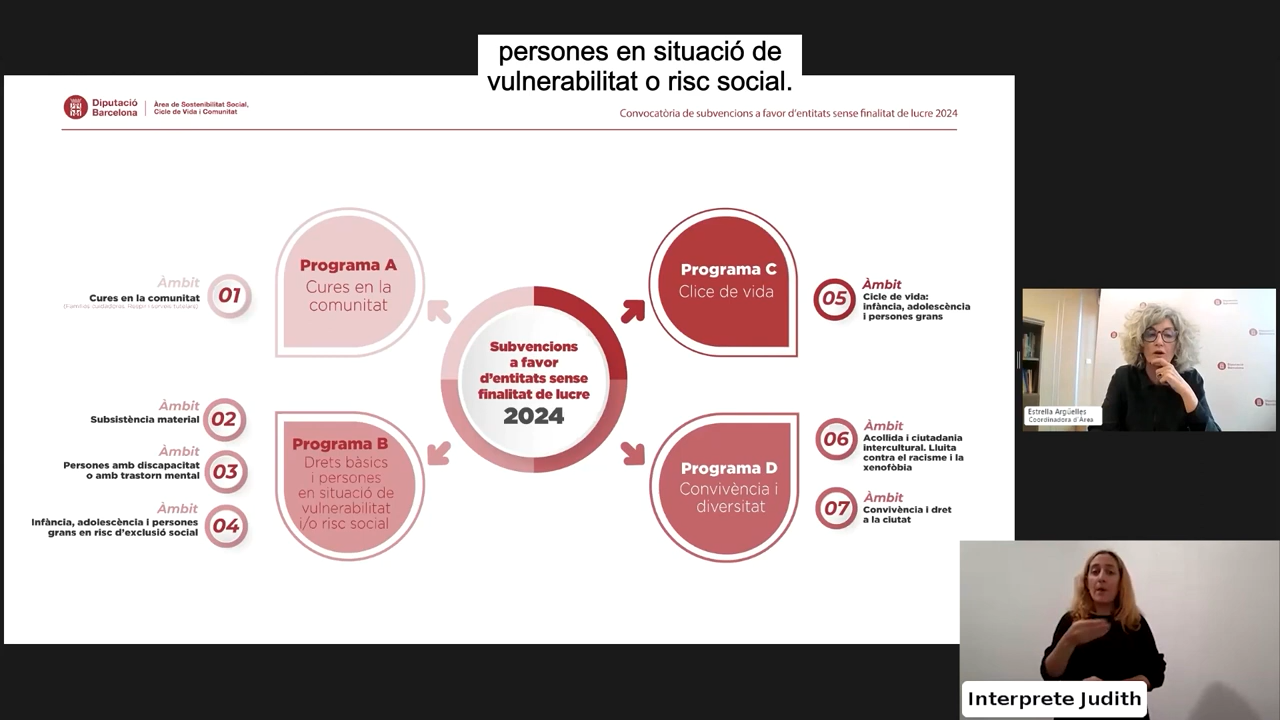 persones en situació de
vulnerabilitat o risc social.
Diputació
Barcelona
Àrea de Sostenibilitat Social,
Cicle de Vida i Comunitat
Convocatòria de subvencions a favor d'entitats sense finalitat de lucre 2024
Programa A
Cures en la
comunitat
Àmbit
01
Cures en la comunitat
Àmbit
02
Subsistència material
Àmbit
03
Persones amb discapacitat
o amb trastorn mental
Àmbit
04
Infància, adolescència i persones
grans en risc d'exclusió social
Programa B
Drets bàsics
i persones
en situació de
vulnerabilitat
i/o risc social
Subvencions
a favor
d'entitats sense
finalitat de lucre
2024
Programa C
Clice de vida
05
Àmbit
Cicle de vida:
infància, adolescència
i persones grans
Programa D
Convivència i
diversitat
06
Àmbit
Acollida i ciutadania
intercultural. Lluita
contra el racisme i la
xenofòbia
07
Àmbit
Convivència i dret
a la ciutat
Estrella Argüelles
Coordinadora d'Àrea
Interprete Judith